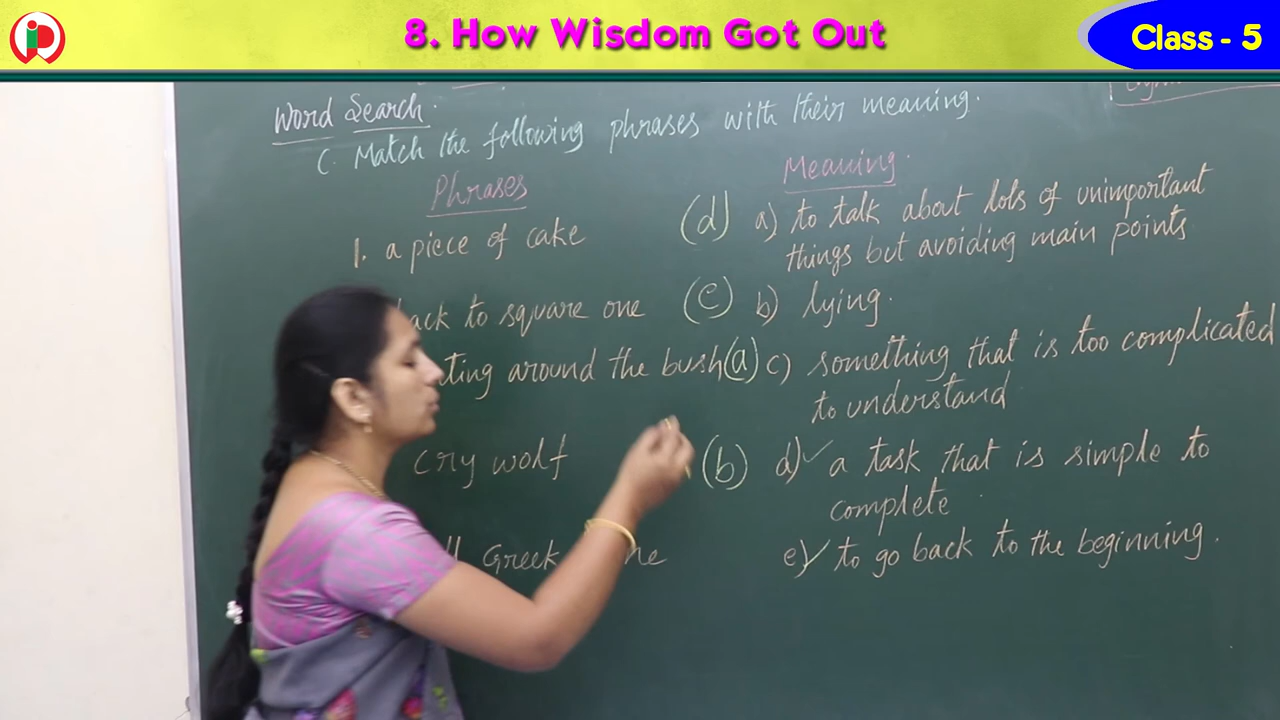 8. How Wisdom Got Out
Class - 5
Word Search.
C. Match the following phrases with their meaning.
Phrases
Meaning.
1. a piece of cake (d) a) to talk about lots of unimportant
things but avoiding main points
back to square one (e) b) lying.
ting around the bush (a) c) something that is too complicated
to understand
cry wolf (b) d) a task that is simple to
complete
Greek
e) to go back to the beginning.